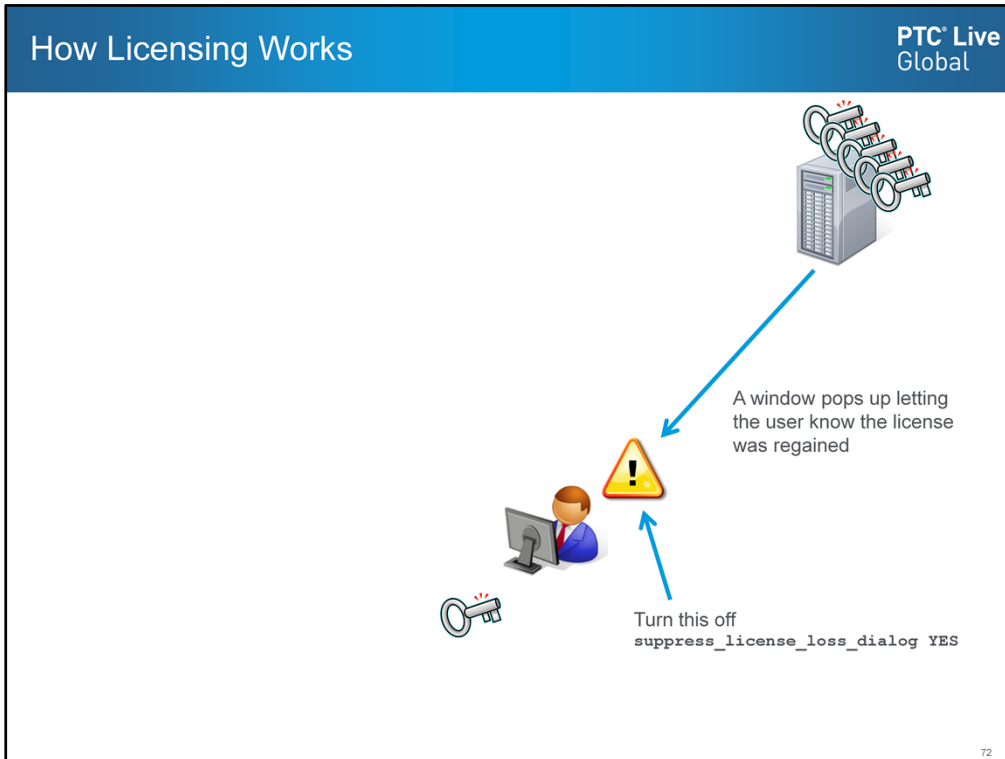 How Licensing Works
PTC® Live
Global
A window pops up letting
the user know the license
was regained
!
Turn this off
suppress_license_loss_dialog YES
72